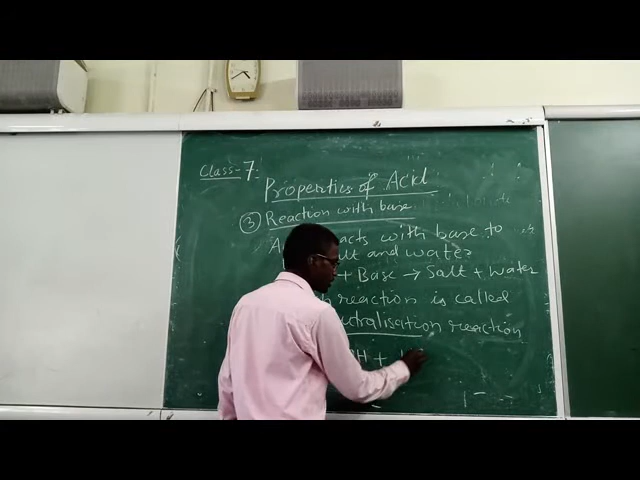 Class-7:
Properties of Acid
③ Reaction with base
A acts with base to
lt and water
+ Base → Salt + Water
n reaction is called
utralisation reaction
H +